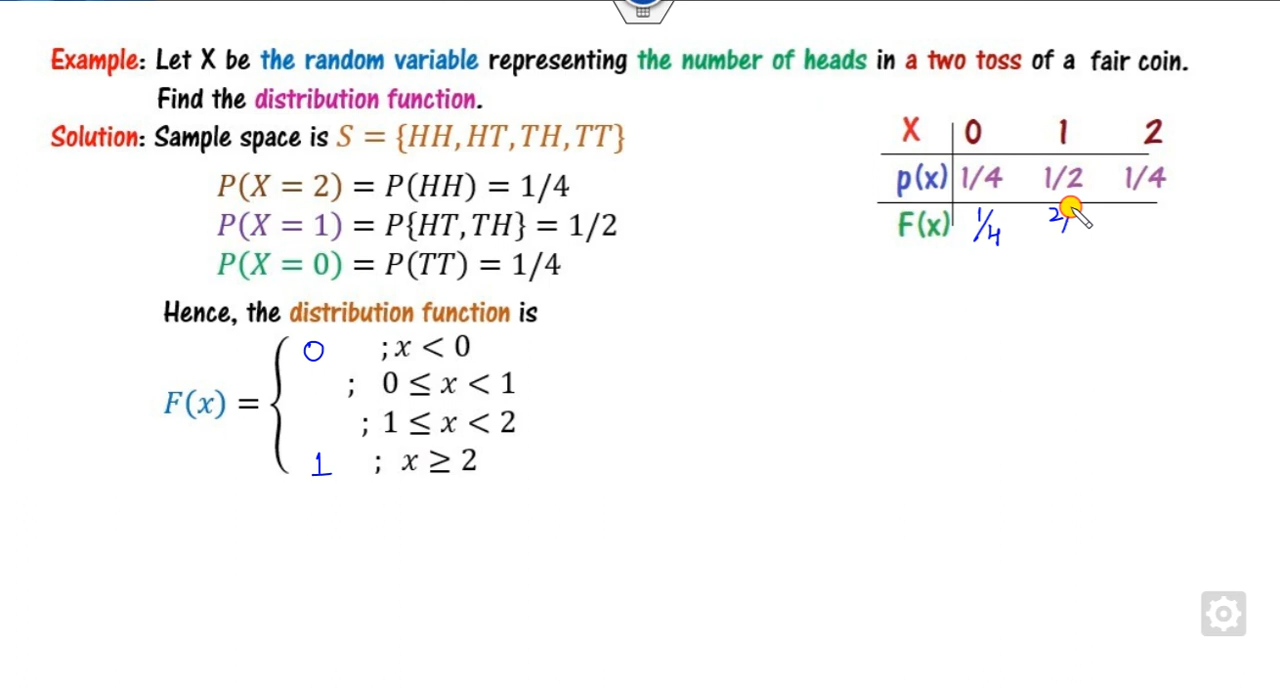 Example: Let X be the random variable representing the number of heads in a two toss of a fair coin.
Find the distribution function.
Solution: Sample space is S = {HH, HT, TH, TT}
P(X = 2) = P(HH) = 1/4
P(X = 1) = P{HT, TH} = 1/2
P(X = 0) = P(TT) = 1/4
Hence, the distribution function is
F(x) =
0 ; x < 0
; 0 ≤ x < 1
; 1 ≤ x < 2
1 ; x ≥ 2
X 0 1 2
p(x) 1/4 1/2 1/4
F(x) 1/4